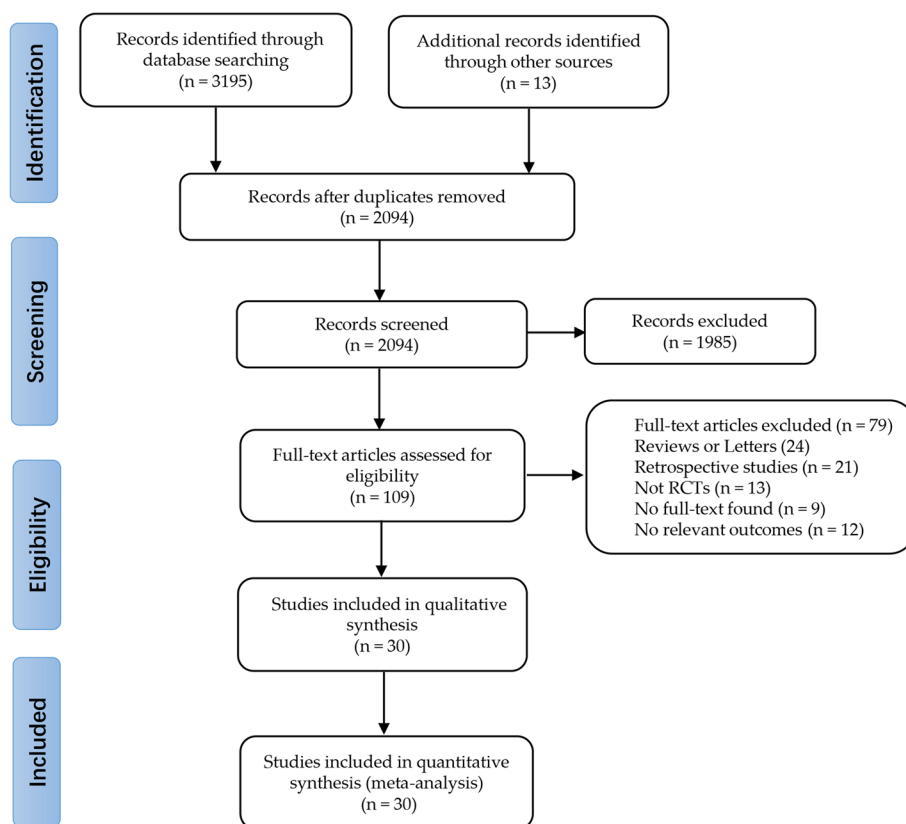 Identification
Records identified through
database searching
(n = 3195)
Additional records identified
through other sources
(n = 13)
Records after duplicates removed
(n = 2094)
Screening
Records screened
(n = 2094)
Records excluded
(n = 1985)
Eligibility
Full-text articles assessed for
eligibility
(n = 109)
Full-text articles excluded (n = 79)
Reviews or Letters (24)
Retrospective studies (n = 21)
Not RCTs (n = 13)
No full-text found (n = 9)
No relevant outcomes (n = 12)
Studies included in qualitative
synthesis
(n = 30)
Included
Studies included in quantitative
synthesis (meta-analysis)
(n = 30)